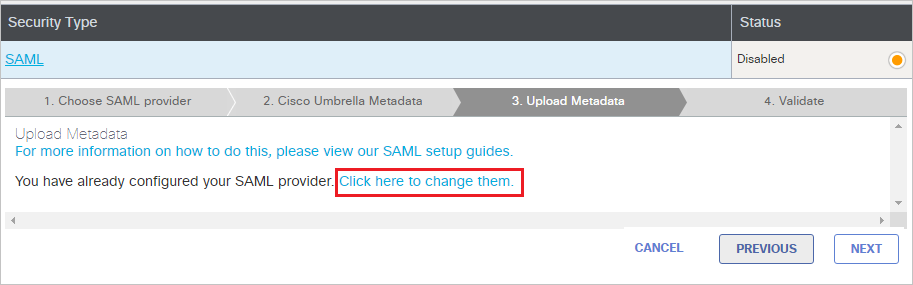 Security Type Status
SAML Disabled
1. Choose SAML provider 2. Cisco Umbrella Metadata 3. Upload Metadata 4. Validate
Upload Metadata
For more information on how to do this, please view our SAML setup guides.
You have already configured your SAML provider. Click here to change them.
CANCEL PREVIOUS NEXT